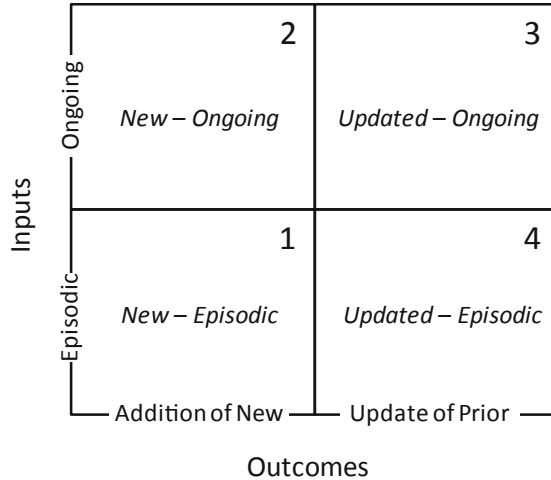 2
3
Ongoing
New – Ongoing
Updated – Ongoing
Inputs
1
4
Episodic
New – Episodic
Updated – Episodic
Addition of New
Update of Prior
Outcomes